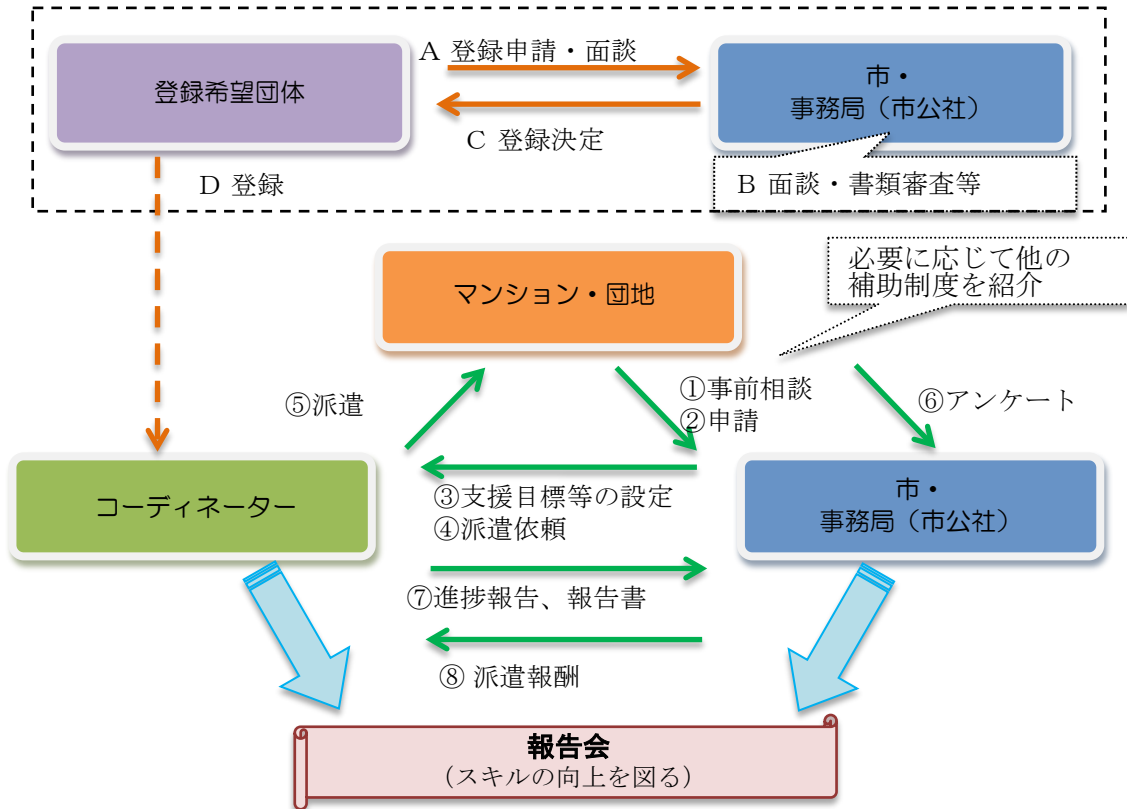 A 登録申請・面談
登録希望団体
市・
事務局（市公社）
C 登録決定
D 登録
B 面談・書類審査等
必要に応じて他の
補助制度を紹介
マンション・団地
⑤派遣
①事前相談
②申請
⑥アンケート
コーディネーター
③支援目標等の設定
④派遣依頼
市・
事務局（市公社）
⑦進捗報告、報告書
⑧ 派遣報酬
報告会
（スキルの向上を図る）